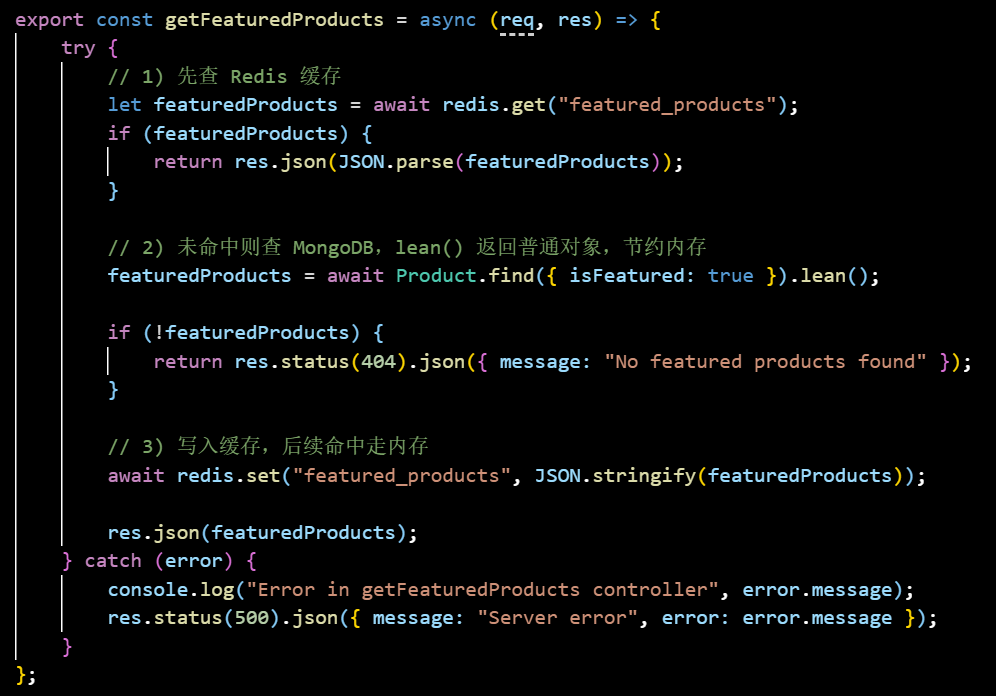 export const getFeaturedProducts = async (req, res) => {
    try {
        // 1) 先查 Redis 缓存
        let featuredProducts = await redis.get("featured_products");
        if (featuredProducts) {
            return res.json(JSON.parse(featuredProducts));
        }

        // 2) 未命中则查 MongoDB，lean() 返回普通对象，节约内存
        featuredProducts = await Product.find({ isFeatured: true }).lean();

        if (!featuredProducts) {
            return res.status(404).json({ message: "No featured products found" });
        }

        // 3) 写入缓存，后续命中走内存
        await redis.set("featured_products", JSON.stringify(featuredProducts));

        res.json(featuredProducts);
    } catch (error) {
        console.log("Error in getFeaturedProducts controller", error.message);
        res.status(500).json({ message: "Server error", error: error.message });
    }
};